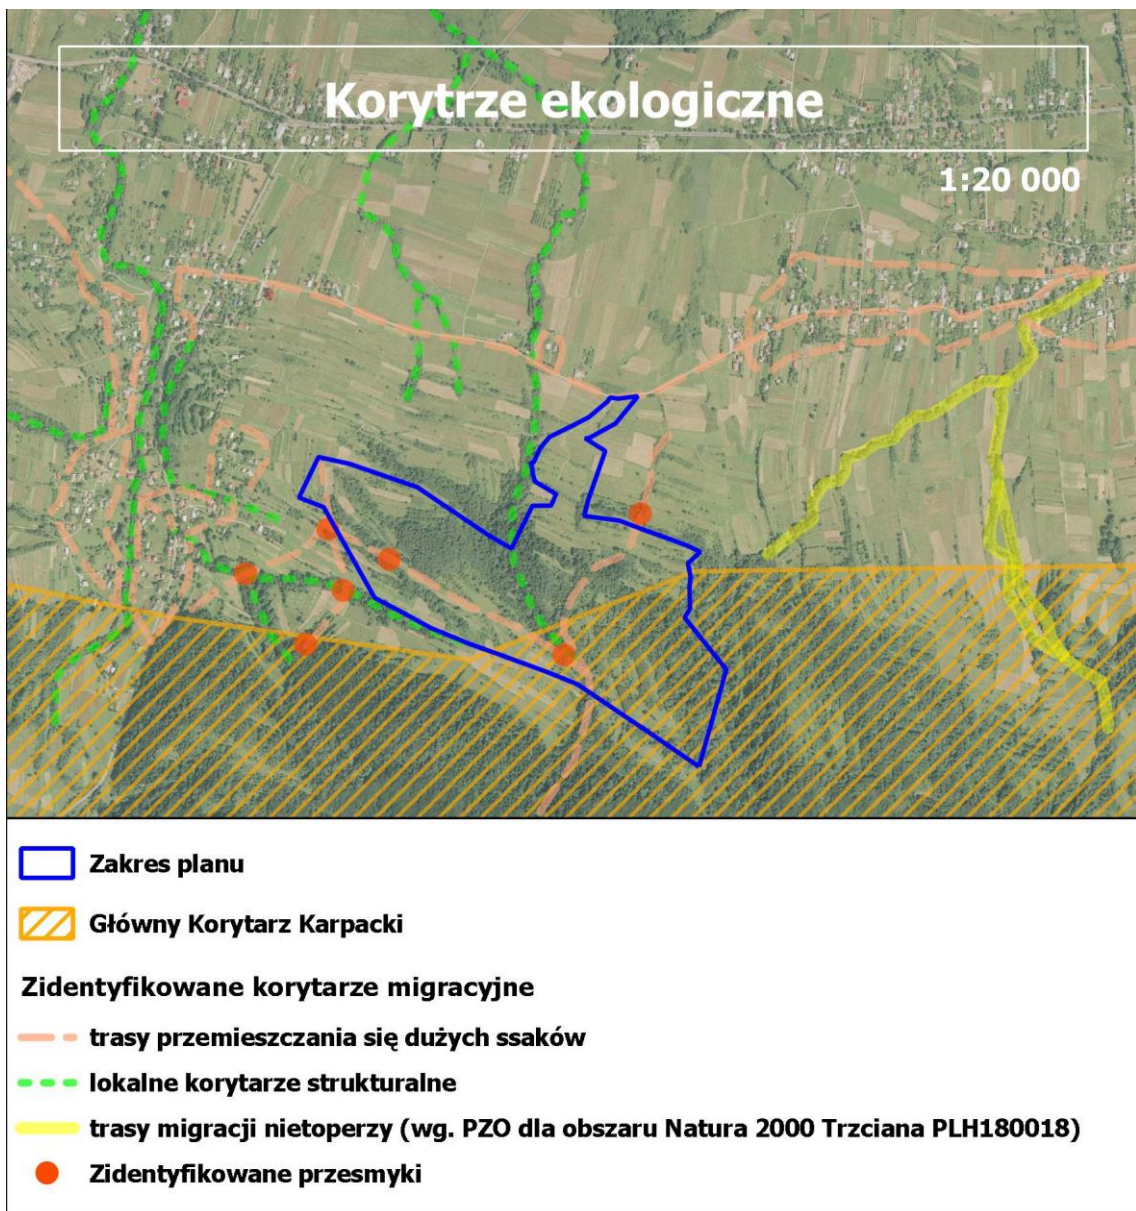 Korytrze ekologiczne
1:20 000
Zakres planu
Główny Korytarz Karpacki
Zidentyfikowane korytarze migracyjne
trasy przemieszczania się dużych ssaków
lokalne korytarze strukturalne
trasy migracji nietoperzy (wg. PZO dla obszaru Natura 2000 Trzciana PLH180018)
Zidentyfikowane przesmyki